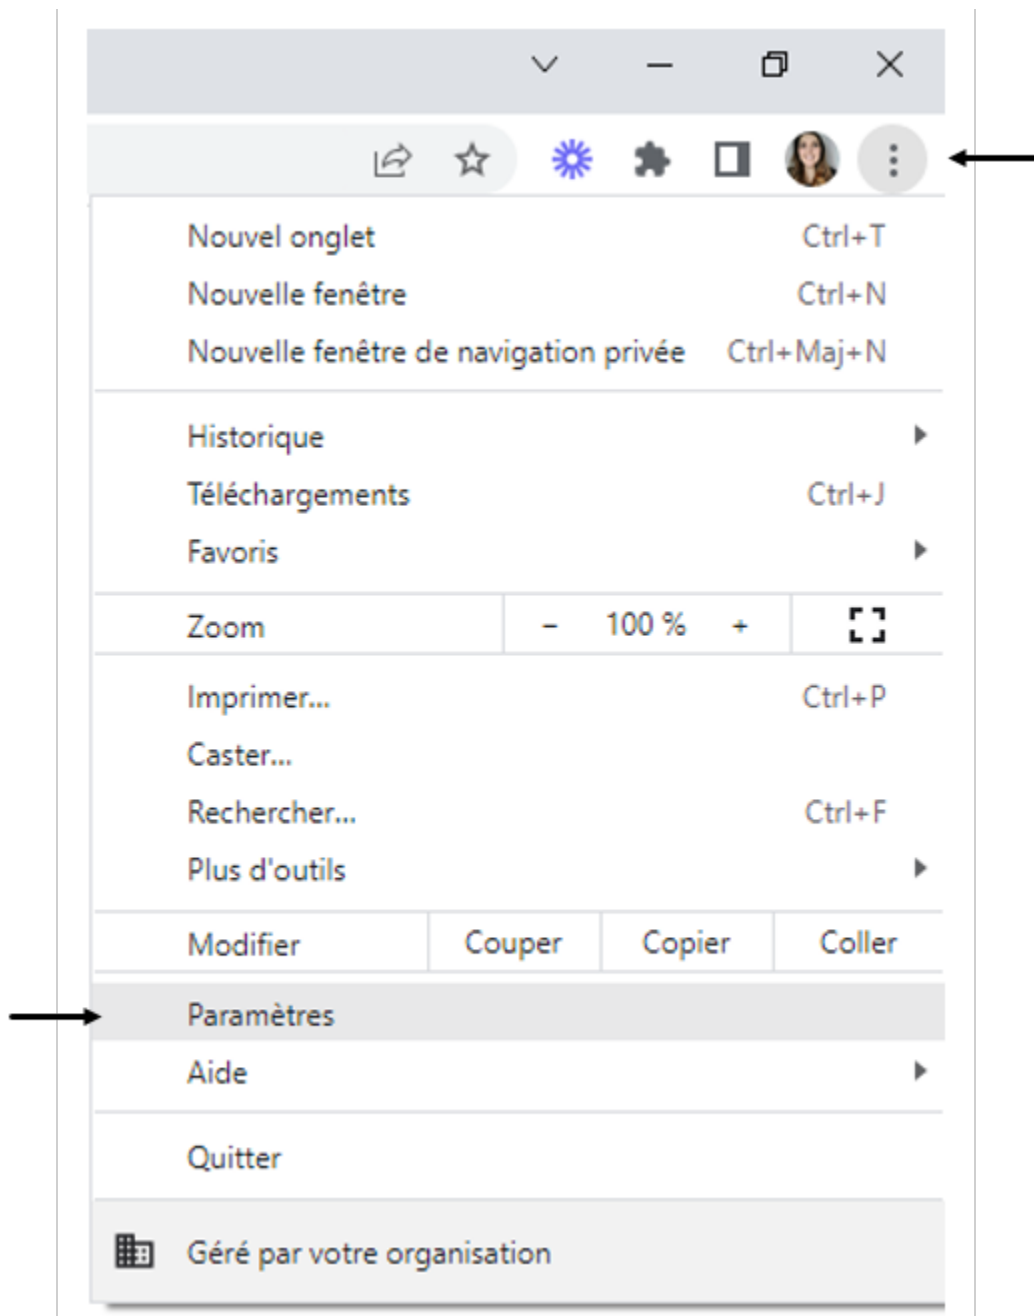 Nouvel onglet Ctrl+T
Nouvelle fenêtre Ctrl+N
Nouvelle fenêtre de navigation privée Ctrl+Maj+N
Historique
Téléchargements Ctrl+J
Favoris
Zoom − 100 % +
Imprimer... Ctrl+P
Caster...
Rechercher... Ctrl+F
Plus d'outils
Modifier Couper Copier Coller
Paramètres
Aide
Quitter
Géré par votre organisation